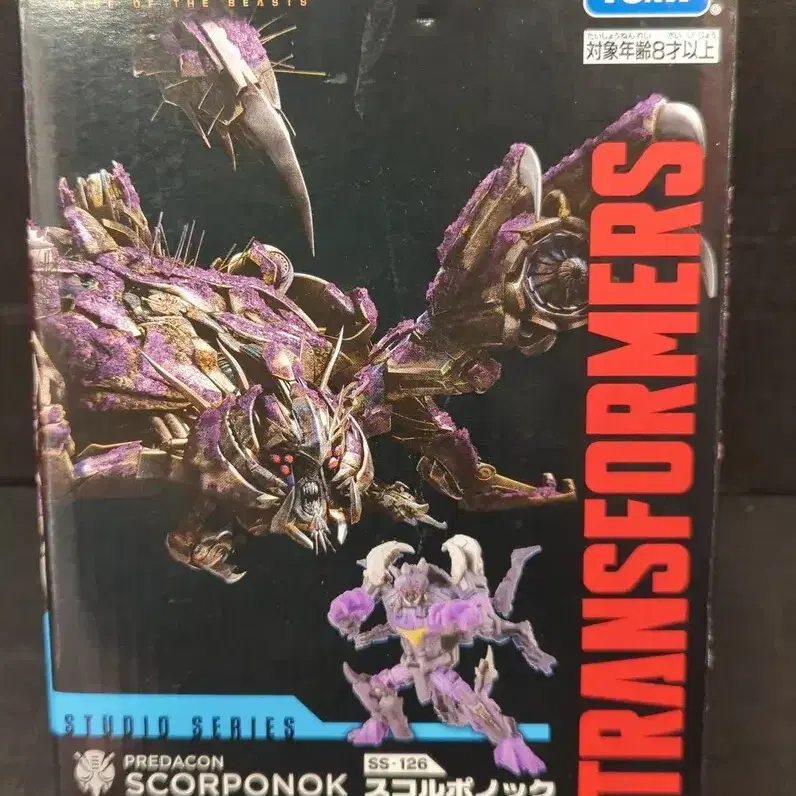 RISE OF THE BEASTS
たいしょうねんれい さい いじょう
対象年齢8才以上
TRANSFORMERS
STUDIO SERIES
PREDACON
SCORPONOK
SS-126
スコルポノック